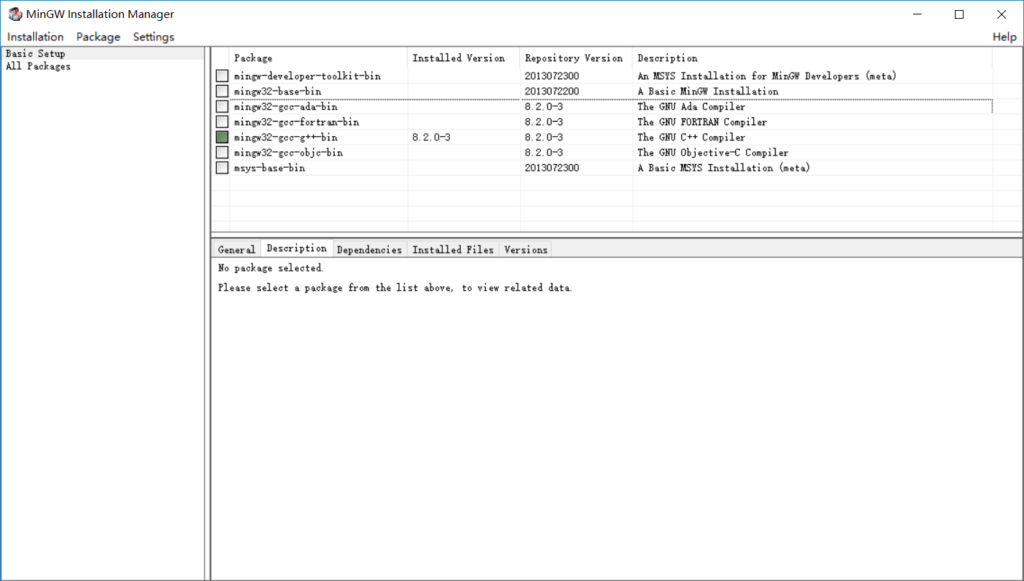 MinGW Installation Manager
Installation Package Settings Help
Basic Setup
All Packages
Package Installed Version Repository Version Description
mingw-developer-toolkit-bin 2013072300 An MSYS Installation for MinGW Developers (meta)
mingw32-base-bin 2013072200 A Basic MinGW Installation
mingw32-gcc-ada-bin 8.2.0-3 The GNU Ada Compiler
mingw32-gcc-fortran-bin 8.2.0-3 The GNU FORTRAN Compiler
mingw32-gcc-g++-bin 8.2.0-3 8.2.0-3 The GNU C++ Compiler
mingw32-gcc-objc-bin 8.2.0-3 The GNU Objective-C Compiler
msys-base-bin 2013072300 A Basic MSYS Installation (meta)
General Description Dependencies Installed Files Versions
No package selected.
Please select a package from the list above, to view related data.